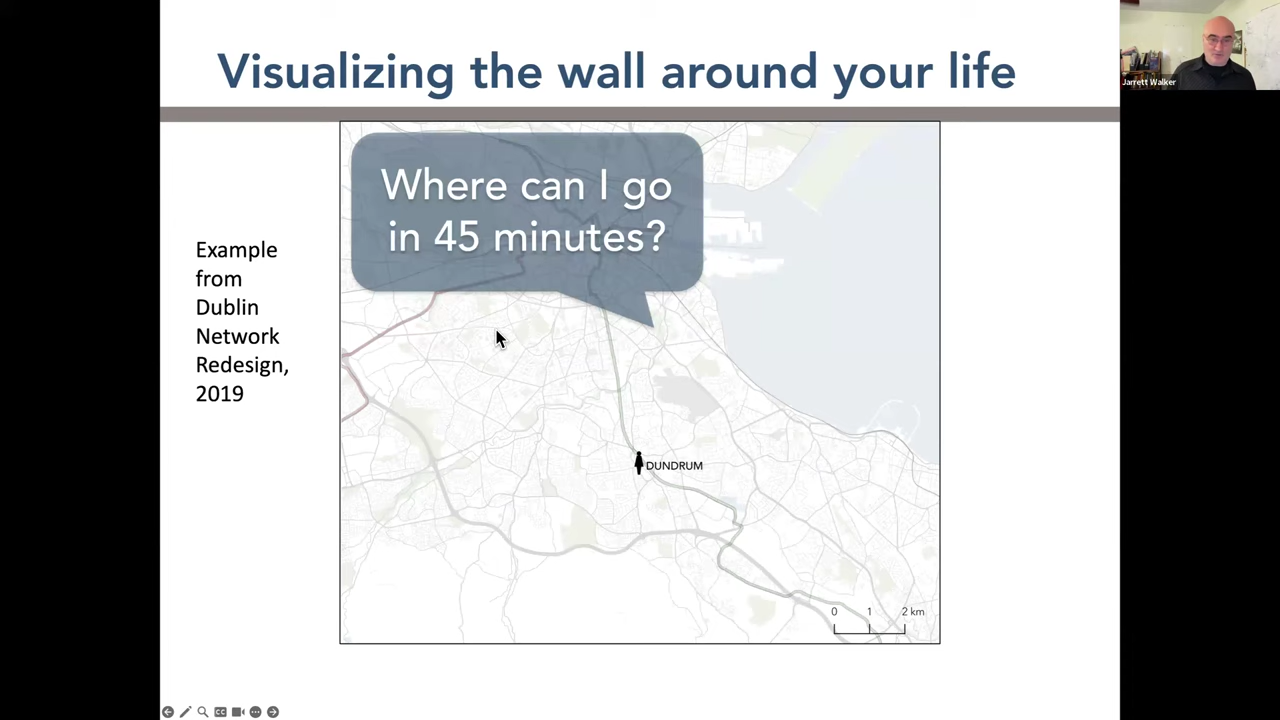 Visualizing the wall around your life
Jarrett Walker
Where can I go
in 45 minutes?
Example
from
Dublin
Network
Redesign,
2019
DUNDRUM
0 1 2 km
CC